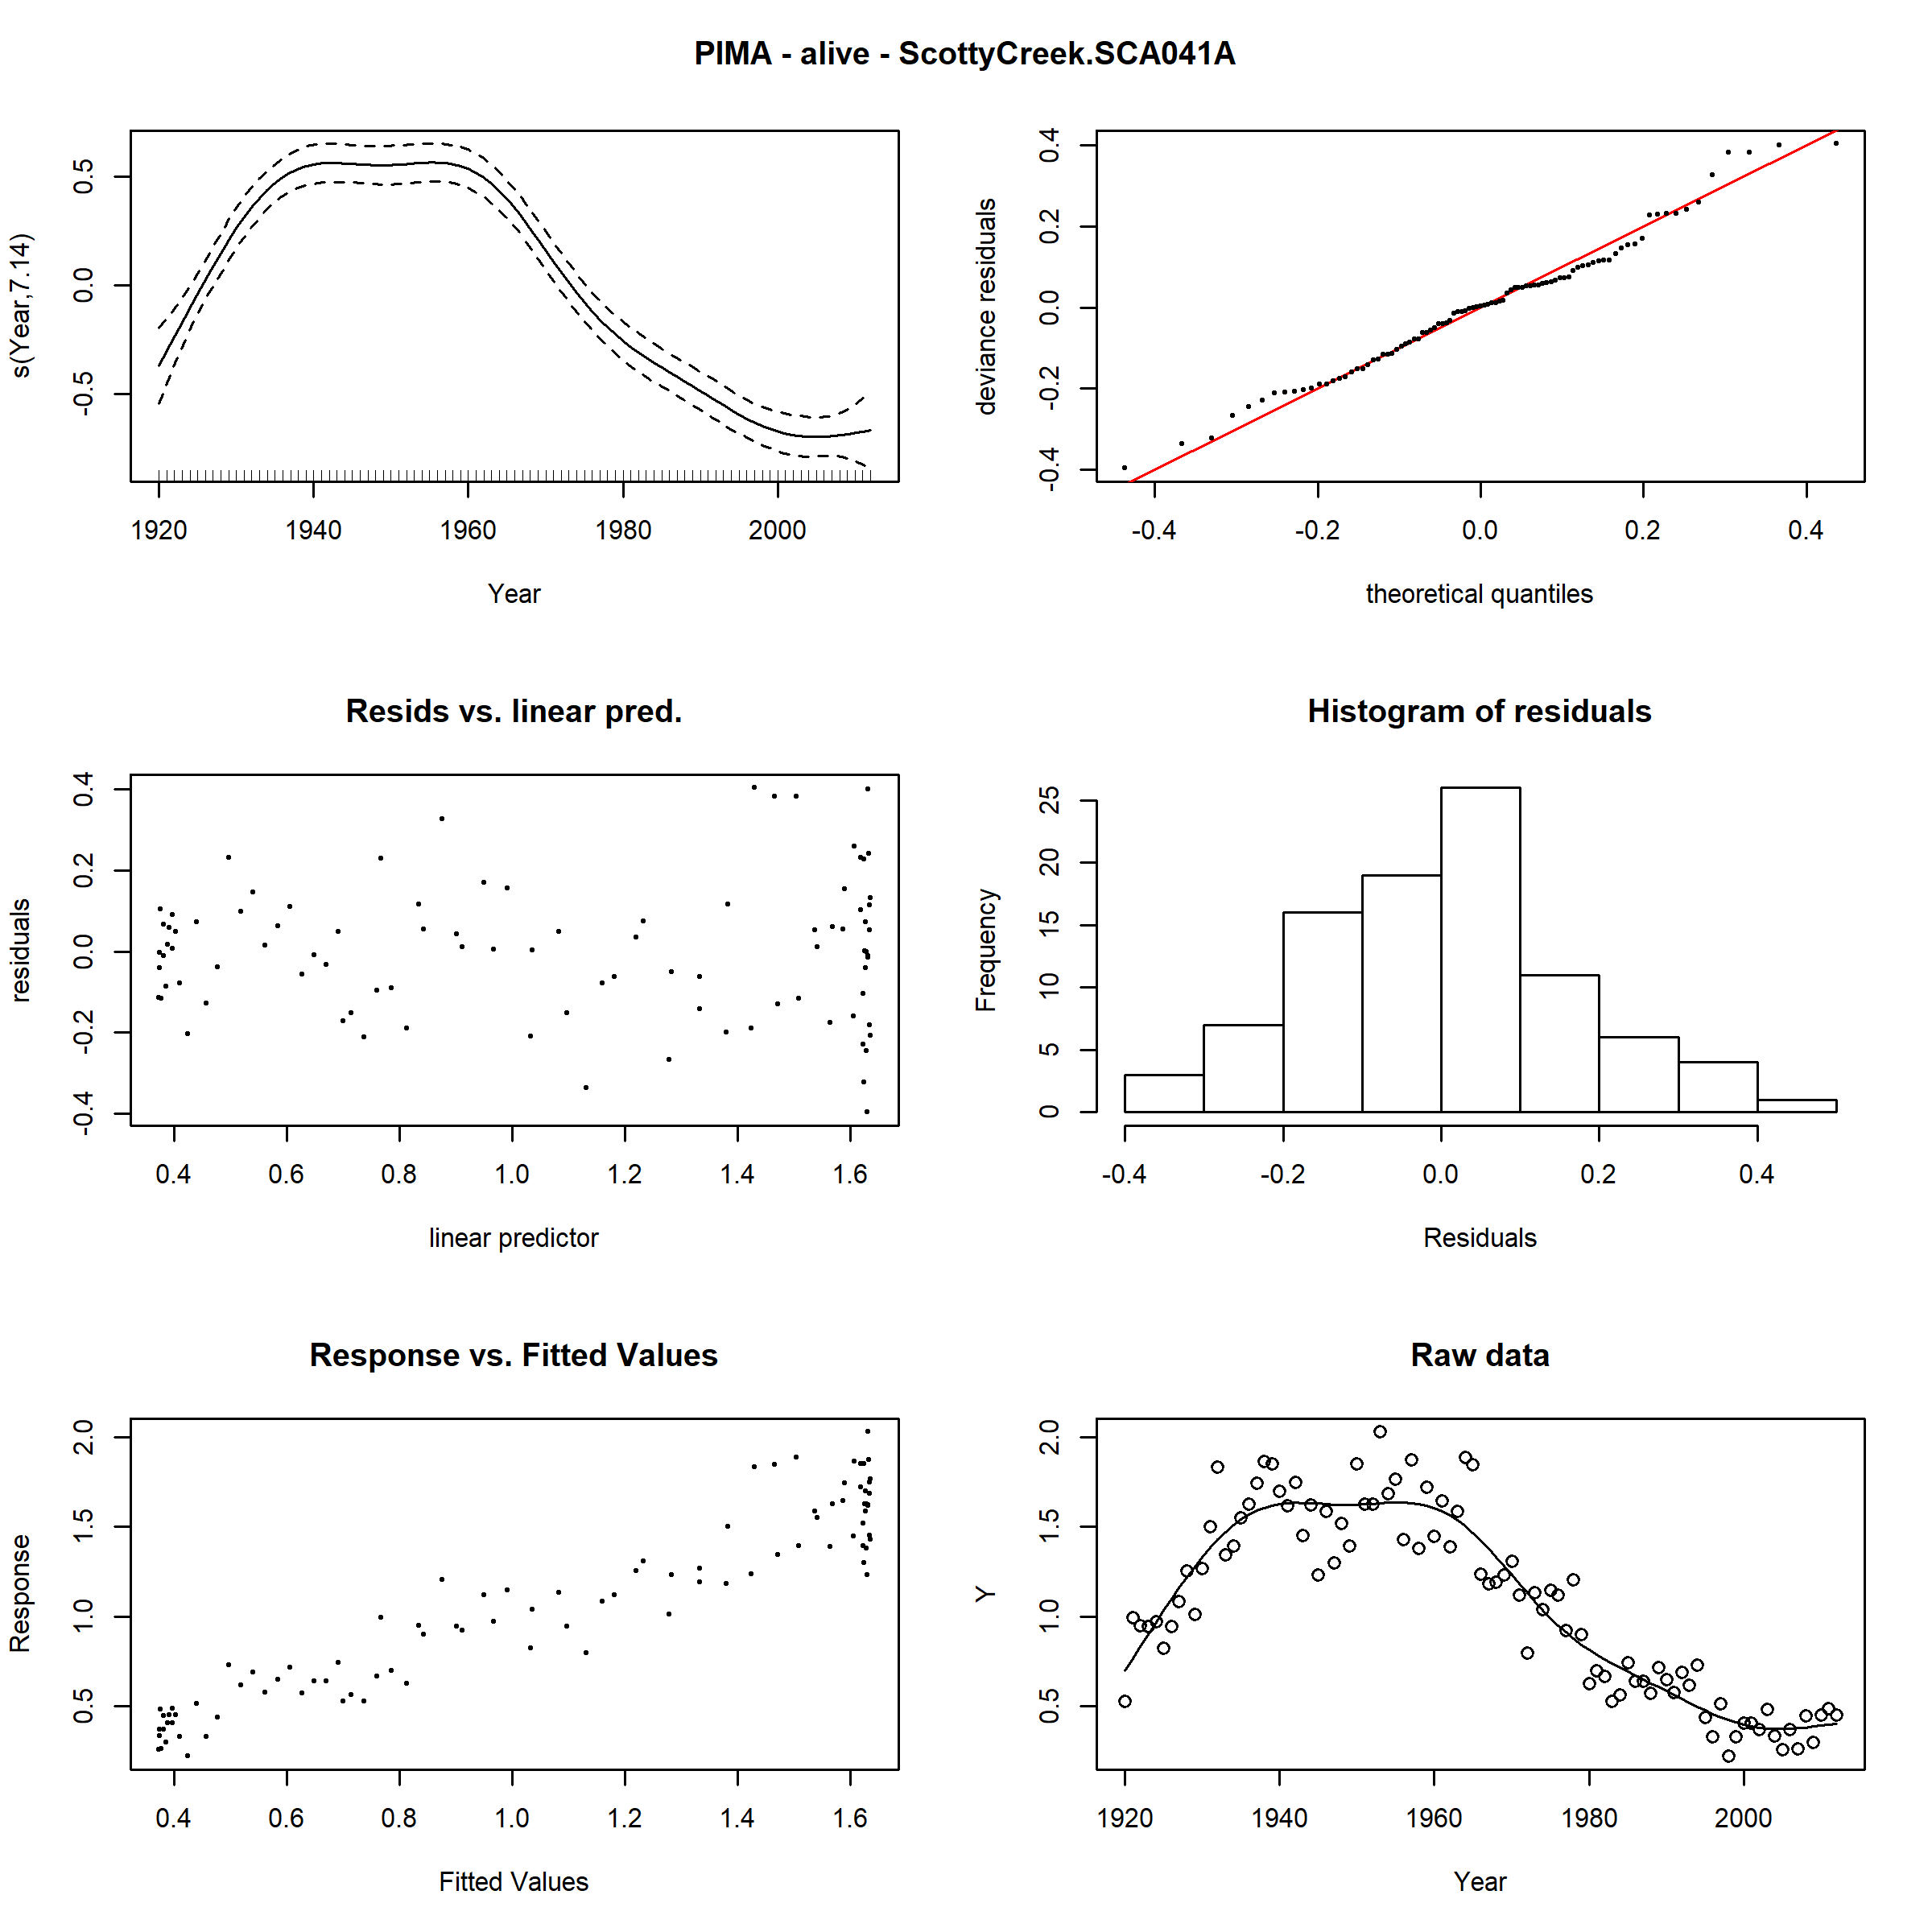 PIMA - alive - ScottyCreek.SCA041A
s(Year,7.14)
0.5
0.0
-0.5
1920 1940 1960 1980 2000
Year
deviance residuals
0.4
0.2
0.0
-0.2
-0.4
-0.4 -0.2 0.0 0.2 0.4
theoretical quantiles
Resids vs. linear pred.
residuals
0.4
0.2
0.0
-0.2
-0.4
0.4 0.6 0.8 1.0 1.2 1.4 1.6
linear predictor
Histogram of residuals
Frequency
25
20
15
10
5
0
-0.4 -0.2 0.0 0.2 0.4
Residuals
Response vs. Fitted Values
Response
2.0
1.5
1.0
0.5
0.4 0.6 0.8 1.0 1.2 1.4 1.6
Fitted Values
Raw data
Y
2.0
1.5
1.0
0.5
1920 1940 1960 1980 2000
Year